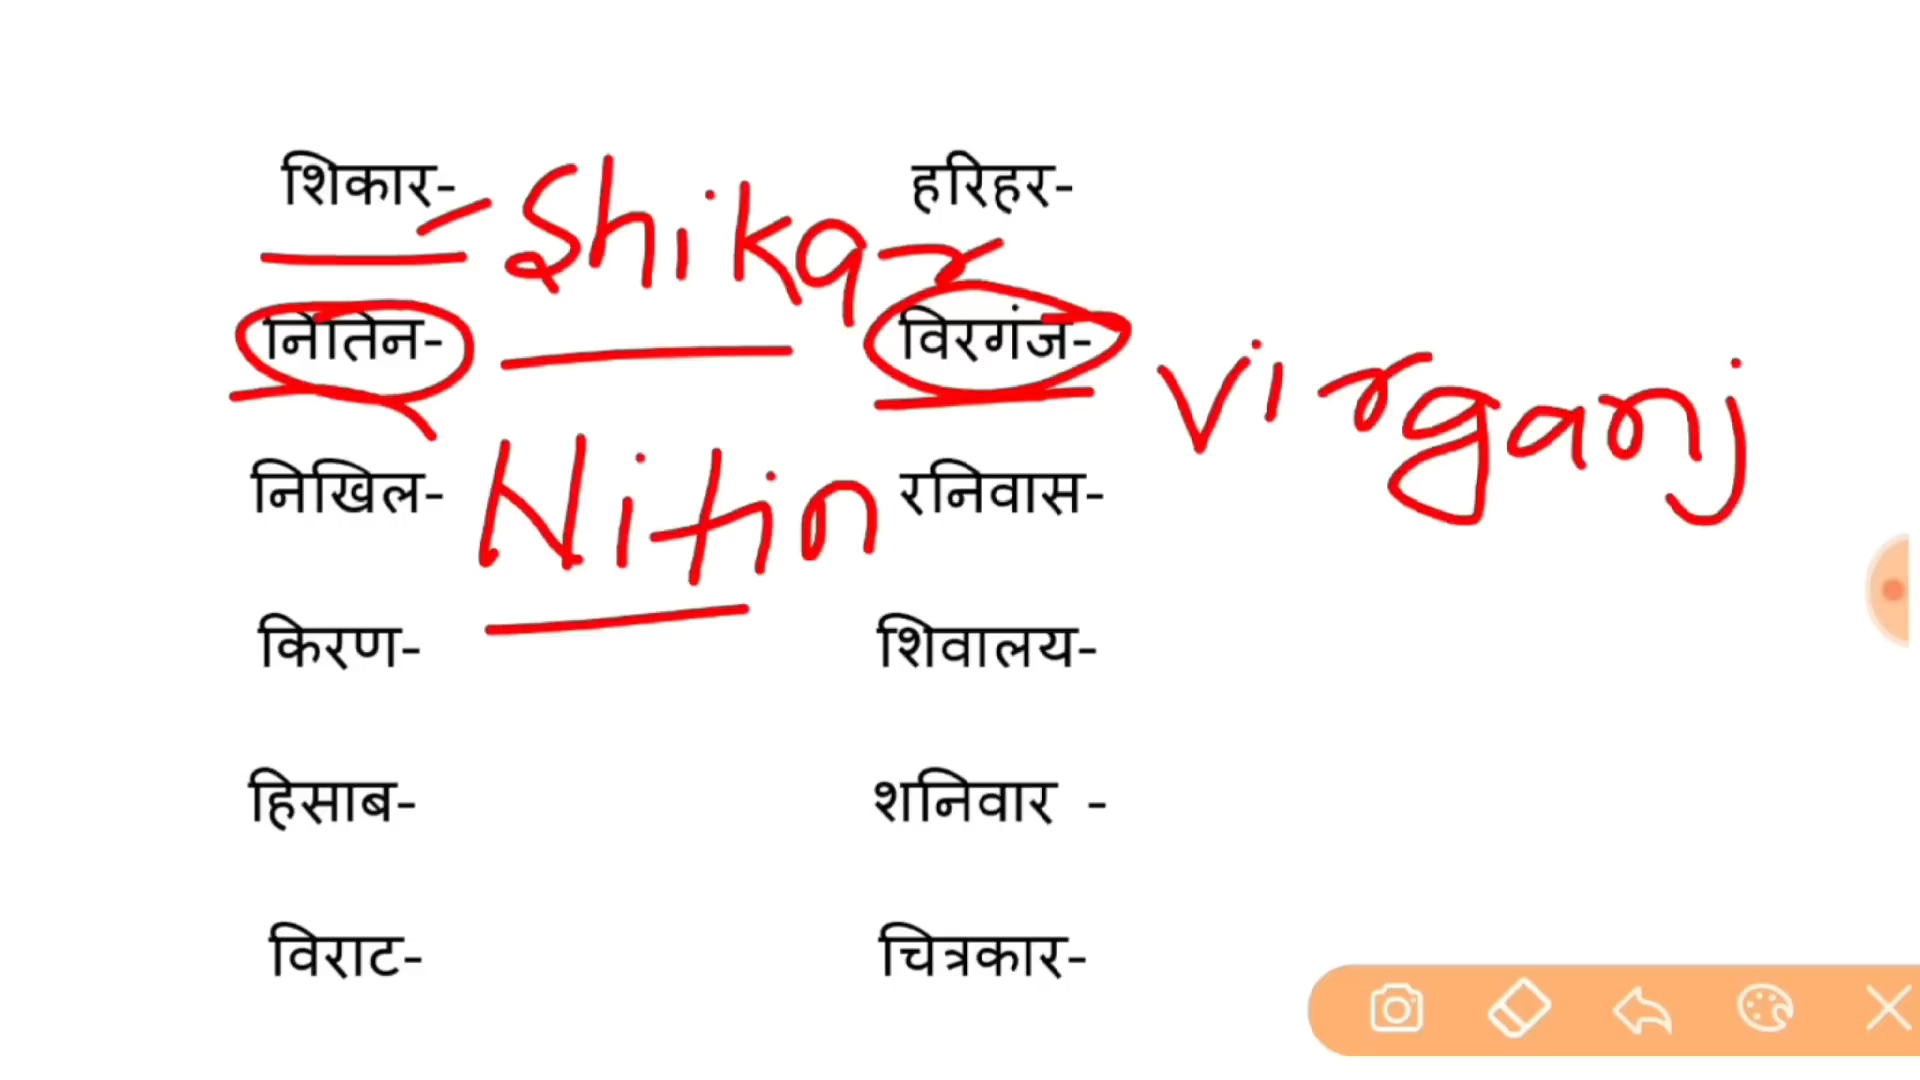 शिकार- Shikar हरिहर-
नितिन- विरगंज- Virganj
निखिल- Nitin रनिवास-
किरण- शिवालय-
हिसाब- शनिवार -
विराट- चित्रकार-